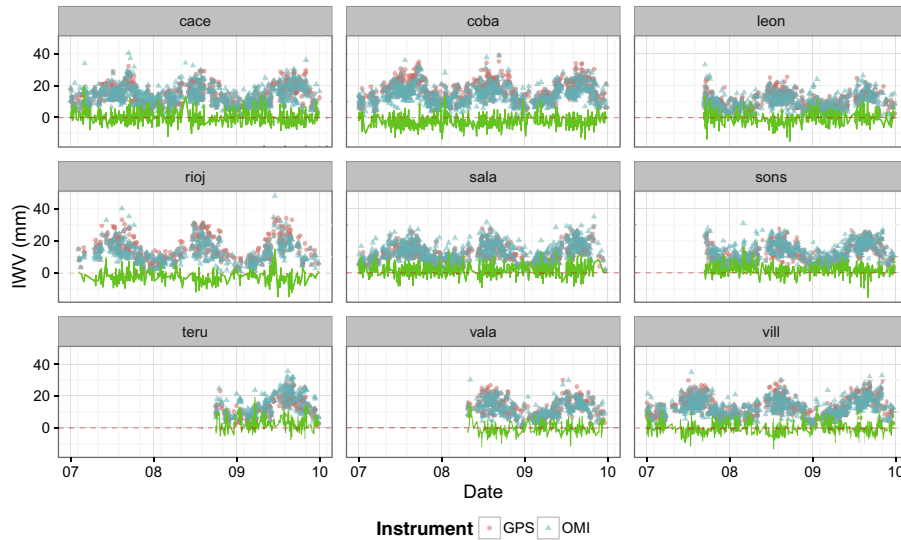 cace coba leon
40
20
0
rioj sala sons
IWV (mm)
40
20
0
teru vala vill
40
20
0
07 08 09 10 07 08 09 10 07 08 09 10
Date
Instrument GPS OMI